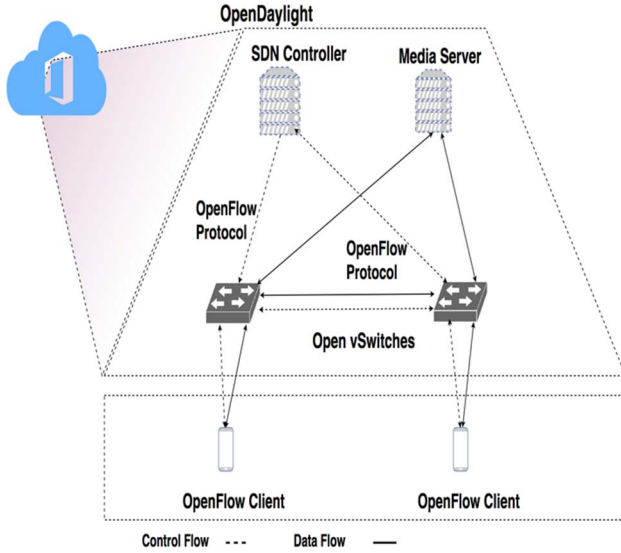 OpenDaylight
SDN Controller
Media Server
OpenFlow
Protocol
OpenFlow
Protocol
Open vSwitches
OpenFlow Client
OpenFlow Client
Control Flow
Data Flow